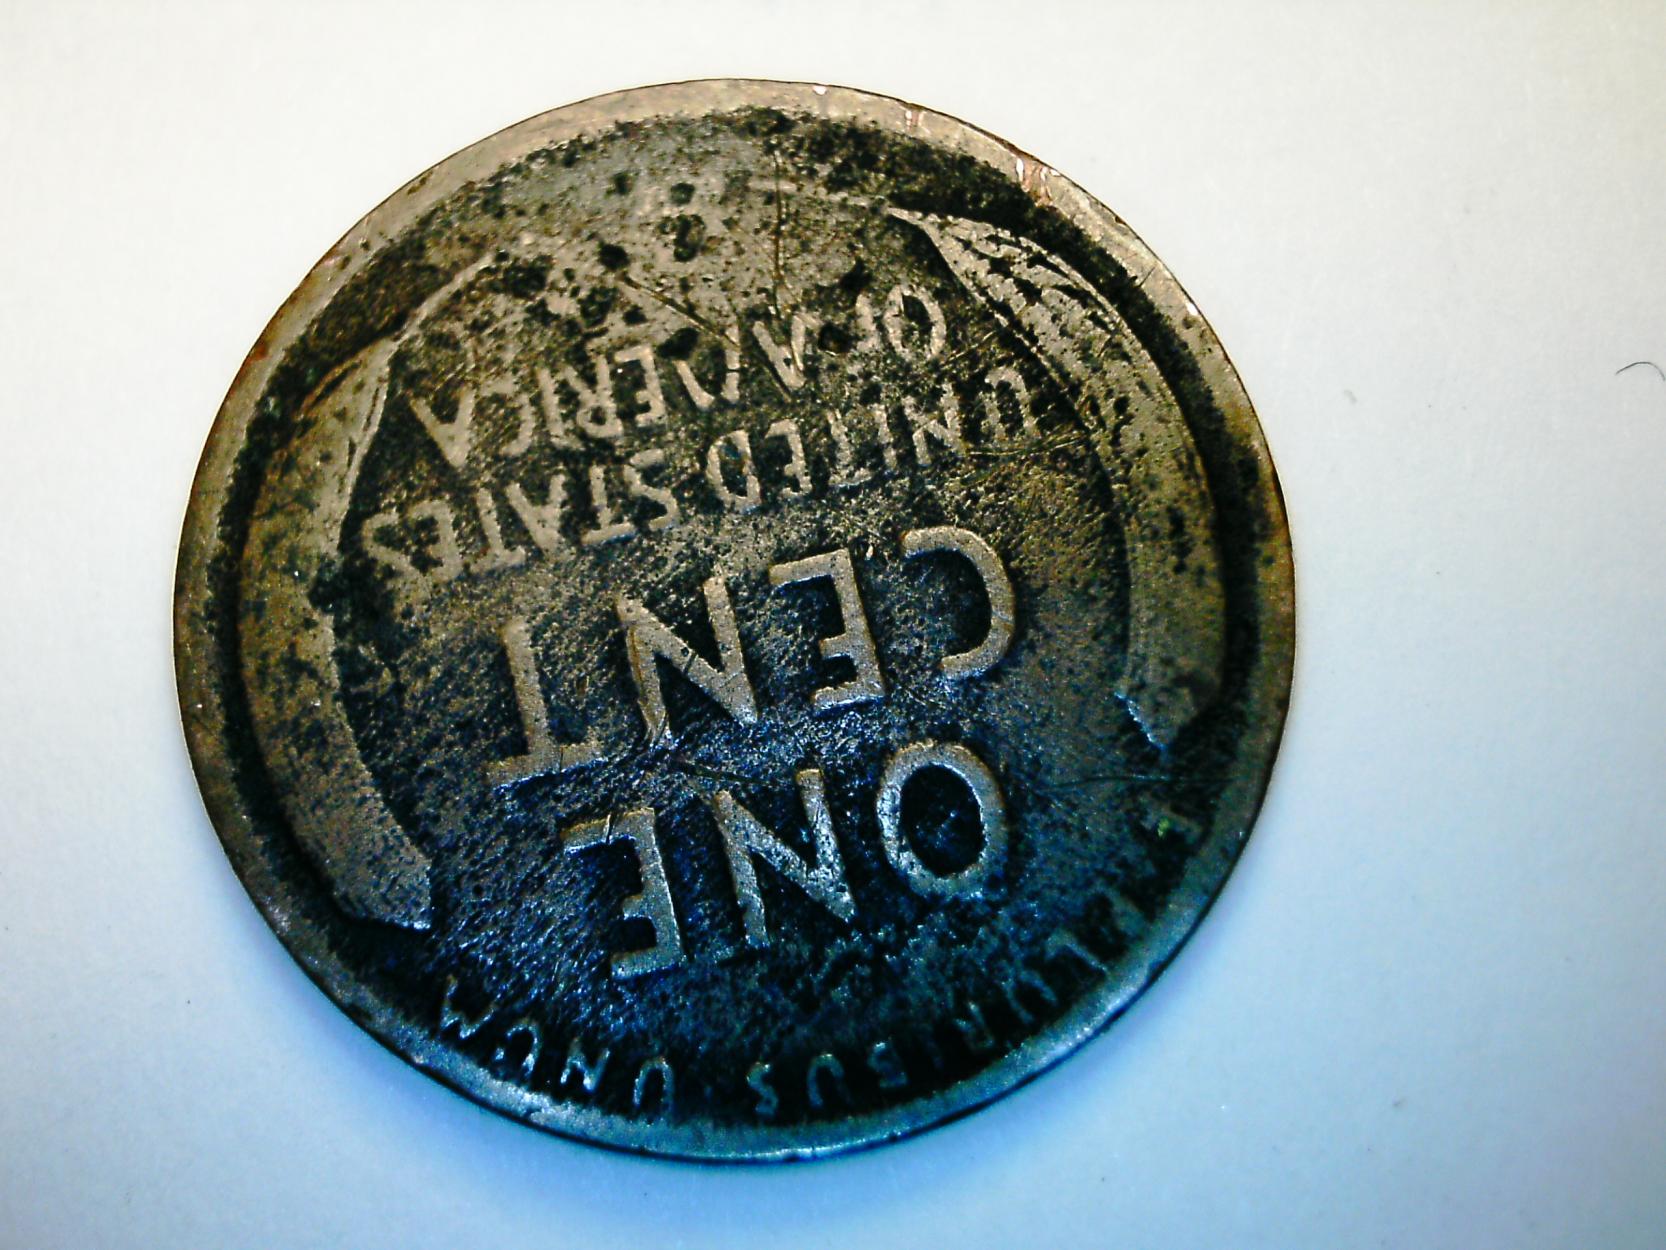 E PLURIBUS UNUM
ONE
CENT
UNITED STATES
OF AMERICA